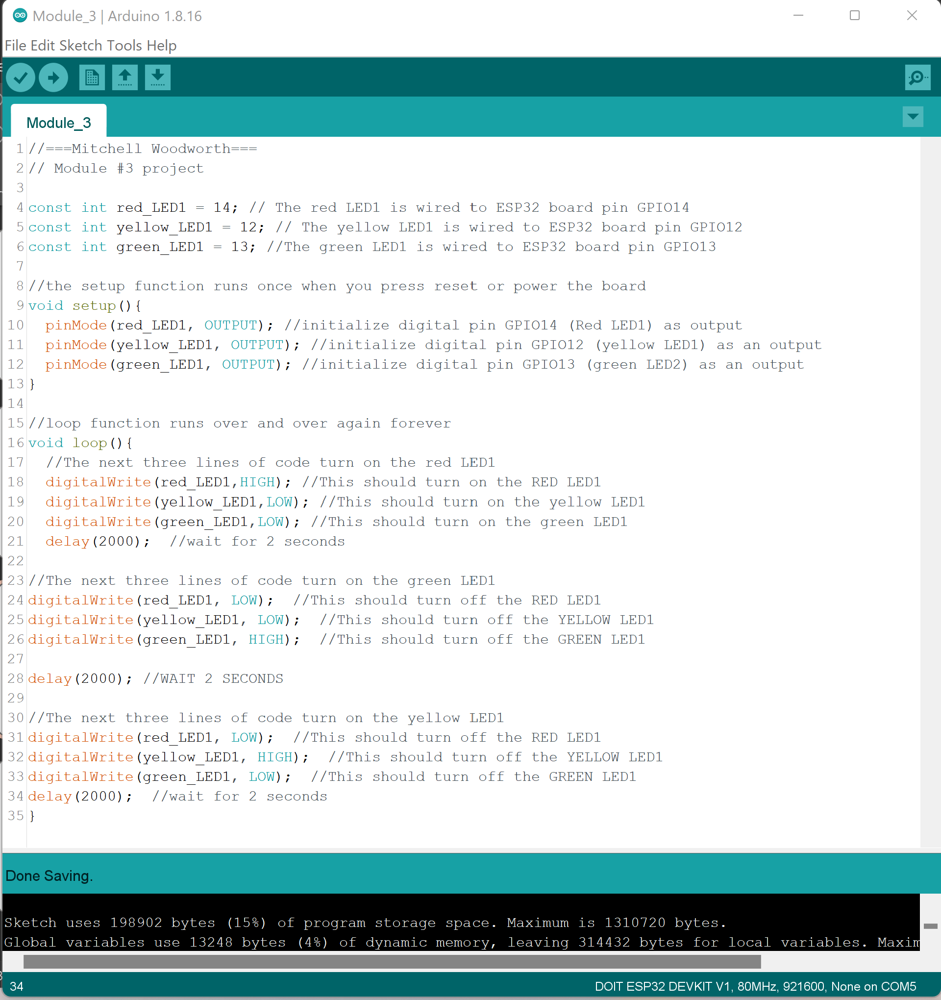 Module_3 | Arduino 1.8.16
File Edit Sketch Tools Help
Module_3
1 //===Mitchell Woodworth===
2 // Module #3 project
3
4 const int red_LED1 = 14; // The red LED1 is wired to ESP32 board pin GPIO14
5 const int yellow_LED1 = 12; // The yellow LED1 is wired to ESP32 board pin GPIO12
6 const int green_LED1 = 13; //The green LED1 is wired to ESP32 board pin GPIO13
7
8 //the setup function runs once when you press reset or power the board
9 void setup(){
10   pinMode(red_LED1, OUTPUT); //initialize digital pin GPIO14 (Red LED1) as output
11   pinMode(yellow_LED1, OUTPUT); //initialize digital pin GPIO12 (yellow LED1) as an output
12   pinMode(green_LED1, OUTPUT); //initialize digital pin GPIO13 (green LED2) as an output
13 }
14
15 //loop function runs over and over again forever
16 void loop(){
17   //The next three lines of code turn on the red LED1
18   digitalWrite(red_LED1,HIGH); //This should turn on the RED LED1
19   digitalWrite(yellow_LED1,LOW); //This should turn on the yellow LED1
20   digitalWrite(green_LED1,LOW); //This should turn on the green LED1
21   delay(2000);  //wait for 2 seconds
22
23 //The next three lines of code turn on the green LED1
24 digitalWrite(red_LED1, LOW);  //This should turn off the RED LED1
25 digitalWrite(yellow_LED1, LOW);  //This should turn off the YELLOW LED1
26 digitalWrite(green_LED1, HIGH);  //This should turn off the GREEN LED1
27
28 delay(2000); //WAIT 2 SECONDS
29
30 //The next three lines of code turn on the yellow LED1
31 digitalWrite(red_LED1, LOW);  //This should turn off the RED LED1
32 digitalWrite(yellow_LED1, HIGH);  //This should turn off the YELLOW LED1
33 digitalWrite(green_LED1, LOW);  //This should turn off the GREEN LED1
34 delay(2000);  //wait for 2 seconds
35 }
Done Saving.
Sketch uses 198902 bytes (15%) of program storage space. Maximum is 1310720 bytes.
Global variables use 13248 bytes (4%) of dynamic memory, leaving 314432 bytes for local variables. Maxim
34
DOIT ESP32 DEVKIT V1, 80MHz, 921600, None on COM5